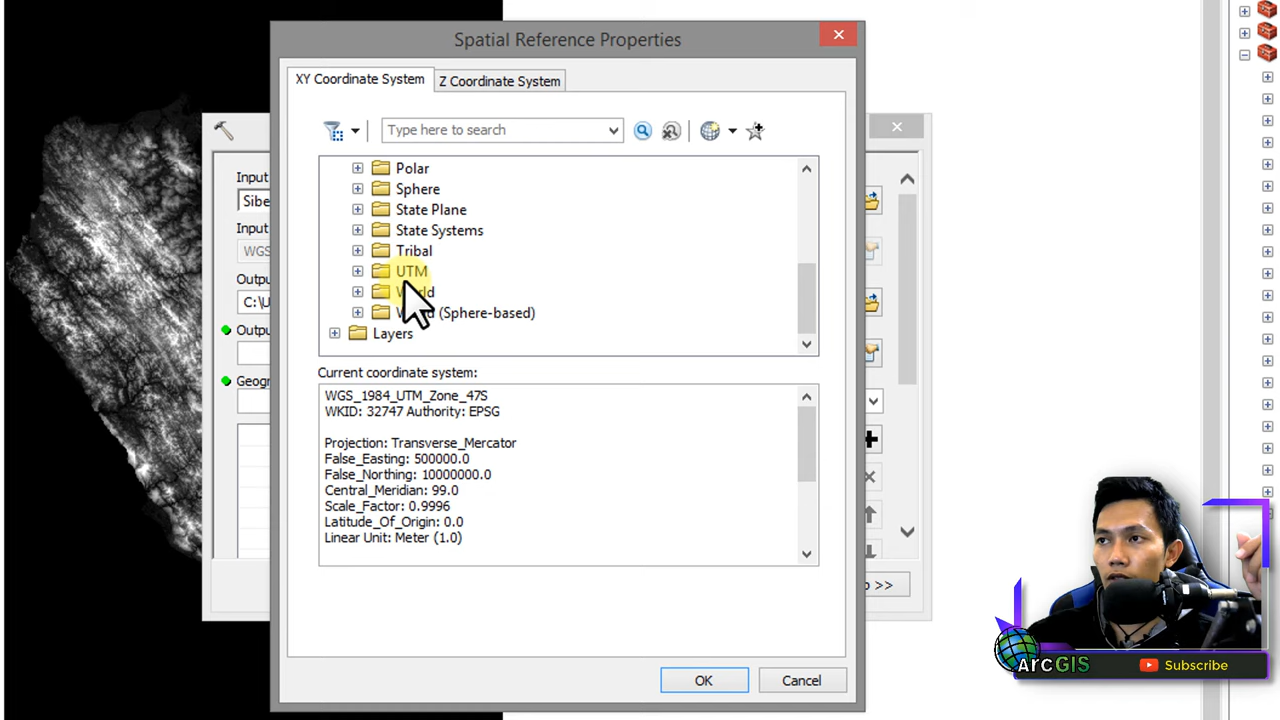 Spatial Reference Properties
XY Coordinate System
Z Coordinate System
Type here to search
Polar
Sphere
State Plane
State Systems
Tribal
UTM
(Sphere-based)
Layers
Current coordinate system:
WGS_1984_UTM_Zone_47S
WKID: 32747 Authority: EPSG
Projection: Transverse_Mercator
False_Easting: 500000.0
False_Northing: 10000000.0
Central_Meridian: 99.0
Scale_Factor: 0.9996
Latitude_Of_Origin: 0.0
Linear Unit: Meter (1.0)
OK
Cancel
Input
Sibe
Input
WGS
Outpu
C:\U
Outpu
Geogr
>>
ArcGIS
Subscribe